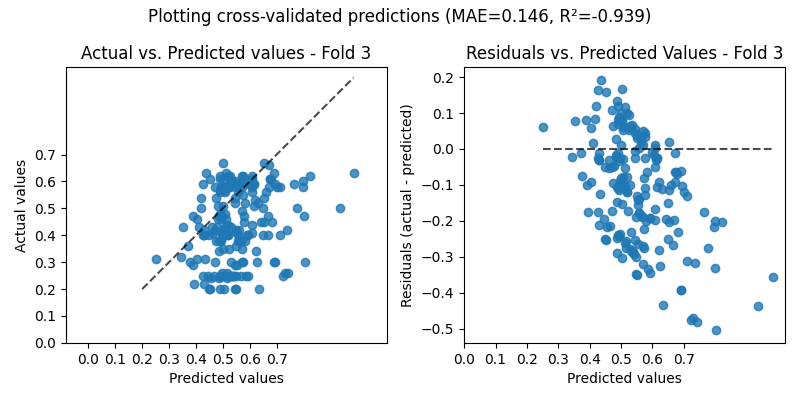 Plotting cross-validated predictions (MAE=0.146, R²=-0.939)
Actual vs. Predicted values - Fold 3
Actual values
0.7
0.6
0.5
0.4
0.3
0.2
0.1
0.0
0.0 0.1 0.2 0.3 0.4 0.5 0.6 0.7
Predicted values
Residuals vs. Predicted Values - Fold 3
Residuals (actual - predicted)
0.2
0.1
0.0
−0.1
−0.2
−0.3
−0.4
−0.5
0.0 0.1 0.2 0.3 0.4 0.5 0.6 0.7
Predicted values